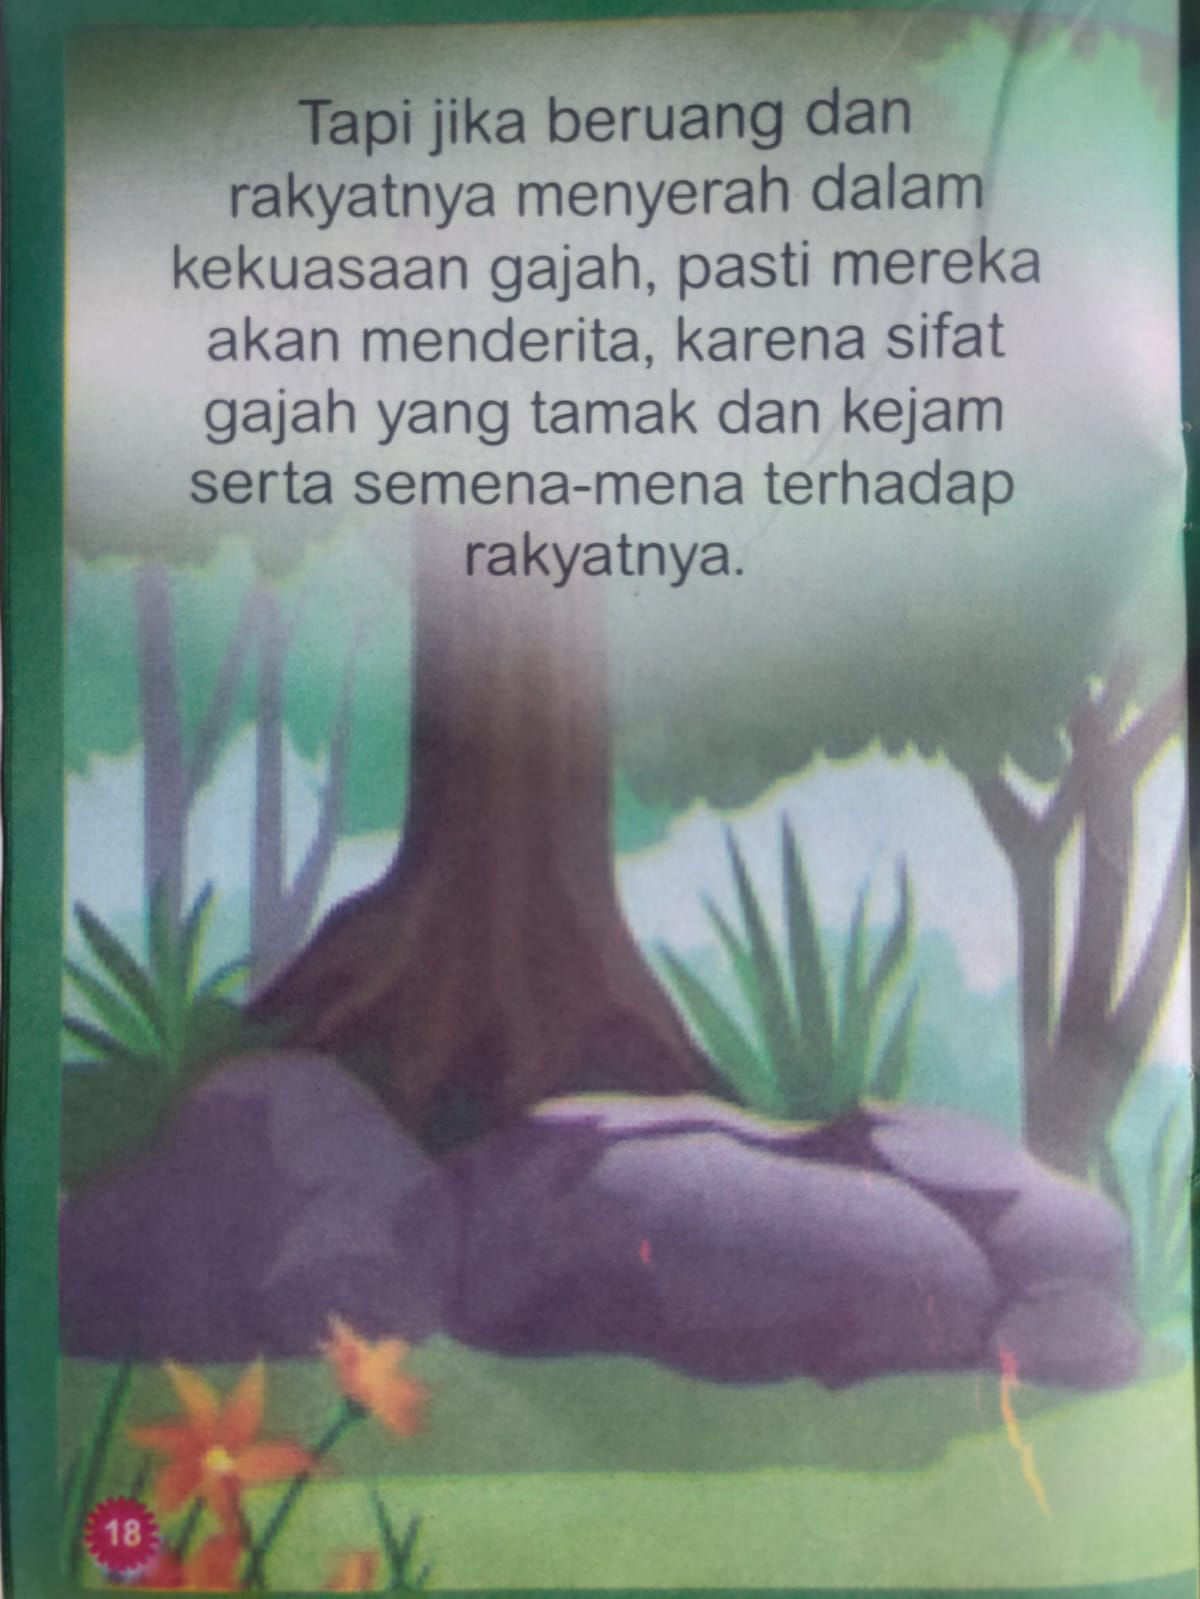 Tapi jika beruang dan
rakyatnya menyerah dalam
kekuasaan gajah, pasti mereka
akan menderita, karena sifat
gajah yang tamak dan kejam
serta semena-mena terhadap
rakyatnya.
18